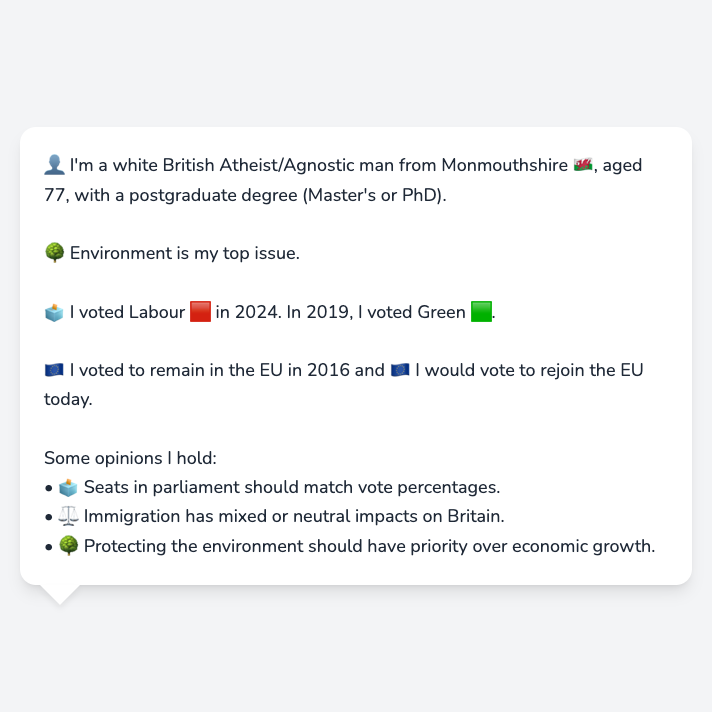 👤 I'm a white British Atheist/Agnostic man from Monmouthshire 🏴󠁧󠁢󠁷󠁬󠁳󠁿, aged
77, with a postgraduate degree (Master's or PhD).
🌳 Environment is my top issue.
🗳️ I voted Labour 🟥 in 2024. In 2019, I voted Green 🟩.
🇪🇺 I voted to remain in the EU in 2016 and 🇪🇺 I would vote to rejoin the EU
today.
Some opinions I hold:
• 🗳️ Seats in parliament should match vote percentages.
• ⚖️ Immigration has mixed or neutral impacts on Britain.
• 🌳 Protecting the environment should have priority over economic growth.